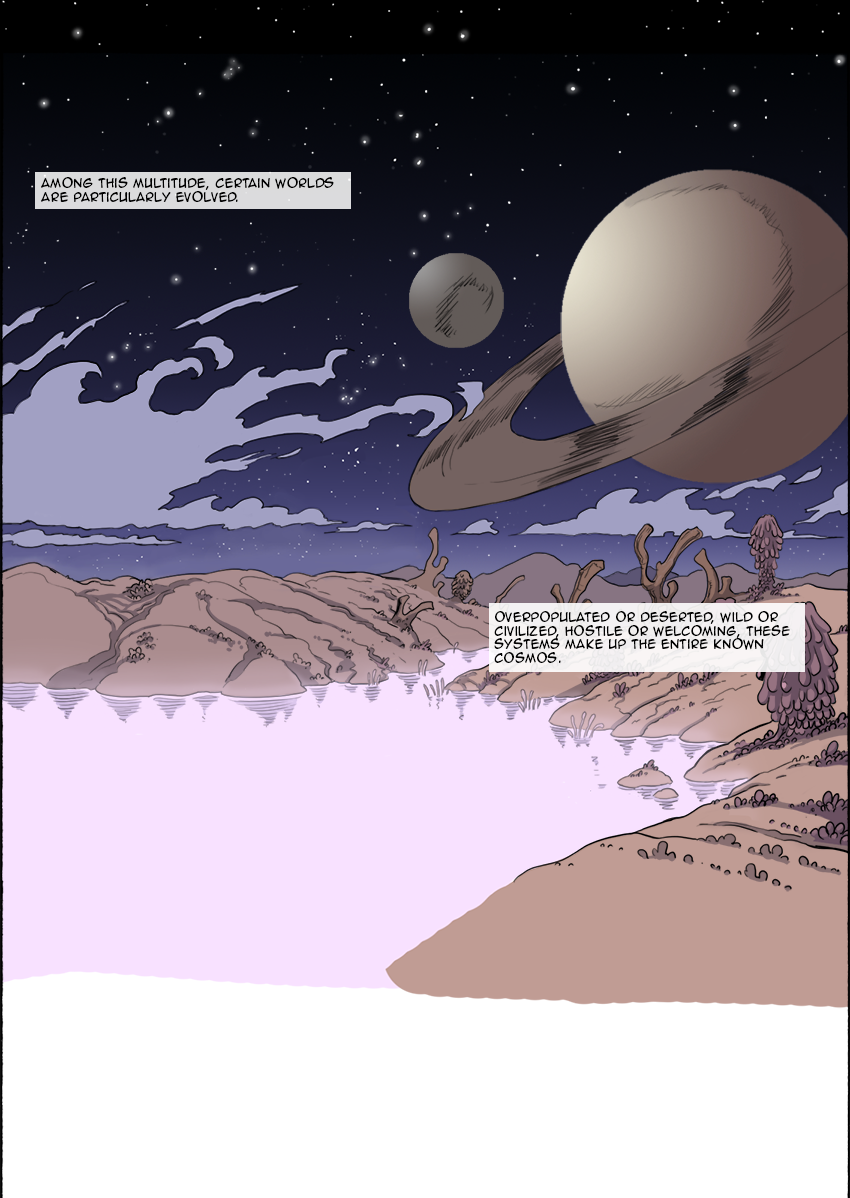 AMONG THIS MULTITUDE, CERTAIN WORLDS
ARE PARTICULARLY EVOLVED.
OVERPOPULATED OR DESERTED, WILD OR
CIVILIZED, HOSTILE OR WELCOMING, THESE
SYSTEMS MAKE UP THE ENTIRE KNOWN
COSMOS.